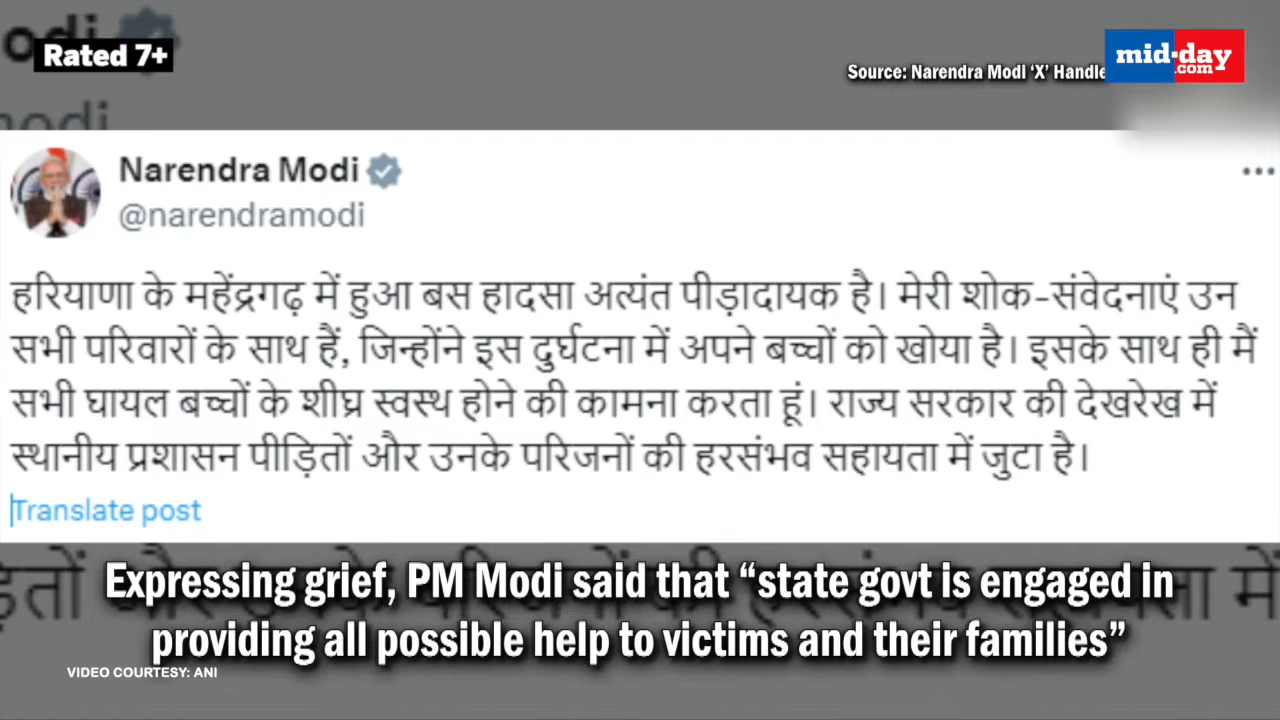 Rated 7+
Source: Narendra Modi ‘X’ Handle
mid-day
.com
Narendra Modi
@narendramodi
हरियाणा के महेंद्रगढ़ में हुआ बस हादसा अत्यंत पीड़ादायक है। मेरी शोक-संवेदनाएं उन
सभी परिवारों के साथ हैं, जिन्होंने इस दुर्घटना में अपने बच्चों को खोया है। इसके साथ ही मैं
सभी घायल बच्चों के शीघ्र स्वस्थ होने की कामना करता हूं। राज्य सरकार की देखरेख में
स्थानीय प्रशासन पीड़ितों और उनके परिजनों की हरसंभव सहायता में जुटा है।
Translate post
Expressing grief, PM Modi said that “state govt is engaged in
providing all possible help to victims and their families”
VIDEO COURTESY: ANI